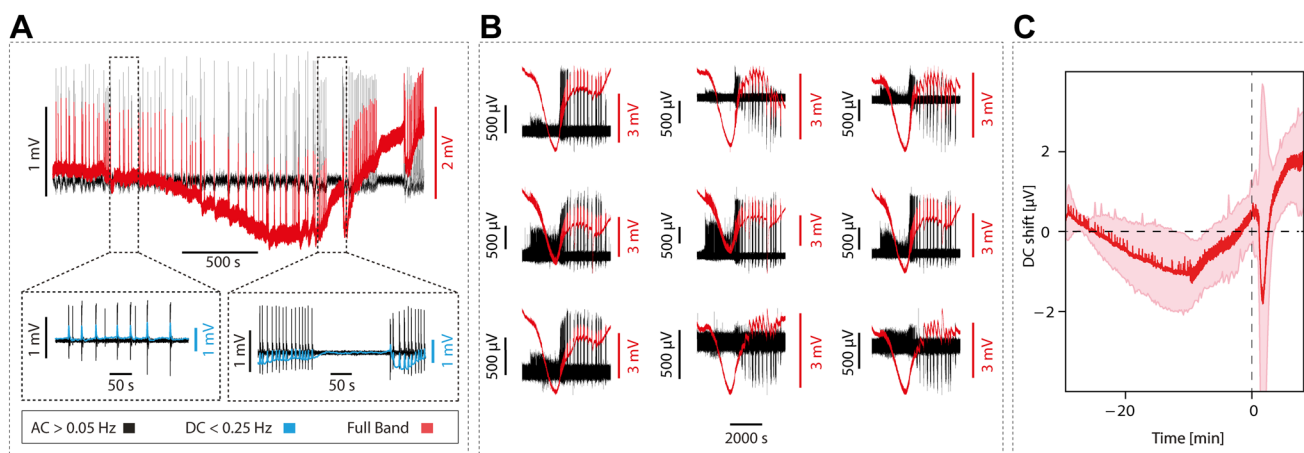 A
B
C
1 mV
2 mV
500 s
1 mV
1 mV
50 s
1 mV
1 mV
50 s
AC > 0.05 Hz
DC < 0.25 Hz
Full Band
500 µV
3 mV
500 µV
3 mV
500 µV
3 mV
500 µV
3 mV
500 µV
3 mV
500 µV
3 mV
500 µV
3 mV
500 µV
3 mV
500 µV
3 mV
2000 s
DC shift [µV]
2
0
−2
−20
0
Time [min]